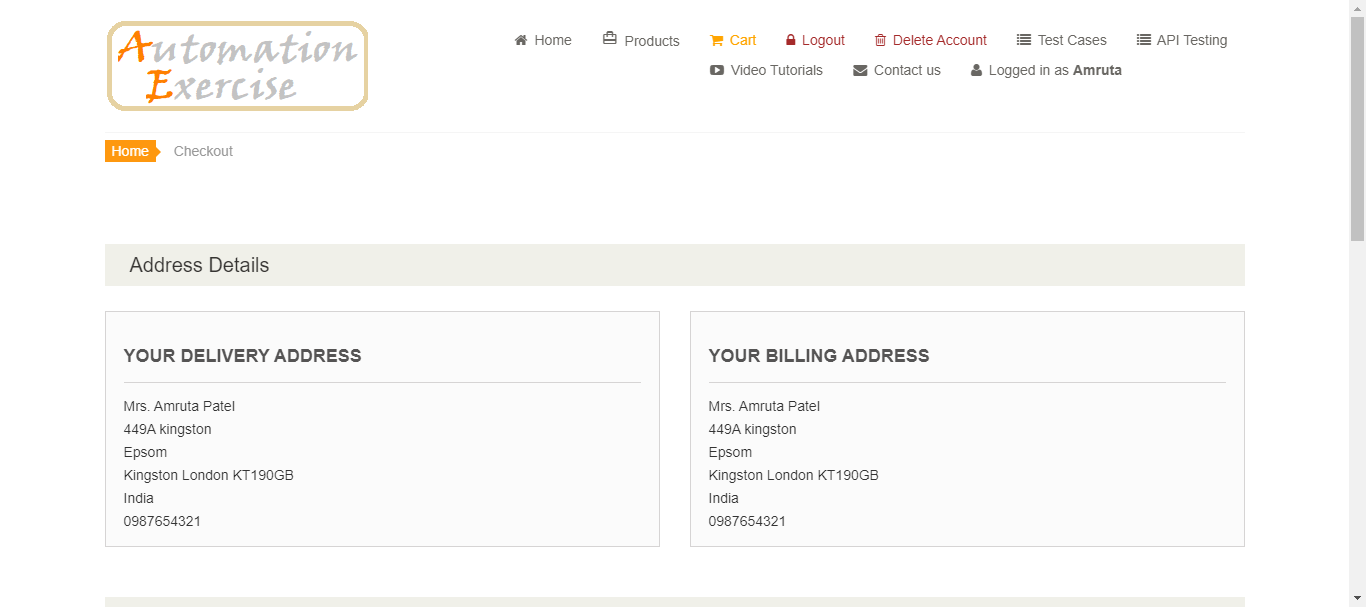 Automation
Exercise
Home Products Cart Logout Delete Account Test Cases API Testing
Video Tutorials Contact us Logged in as Amruta
Home Checkout
Address Details
YOUR DELIVERY ADDRESS
Mrs. Amruta Patel
449A kingston
Epsom
Kingston London KT190GB
India
0987654321
YOUR BILLING ADDRESS
Mrs. Amruta Patel
449A kingston
Epsom
Kingston London KT190GB
India
0987654321